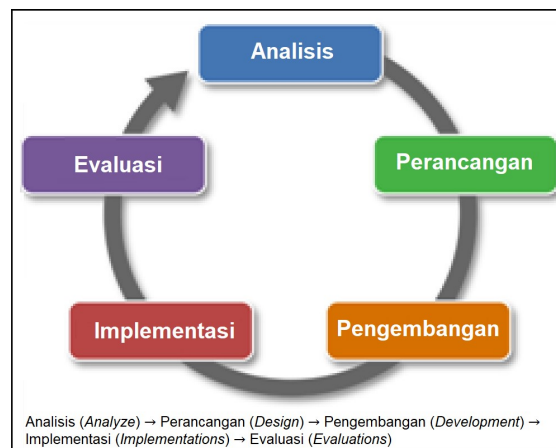 Analisis
Perancangan
Pengembangan
Implementasi
Evaluasi
Analisis (Analyze) → Perancangan (Design) → Pengembangan (Development) →
Implementasi (Implementations) → Evaluasi (Evaluations)